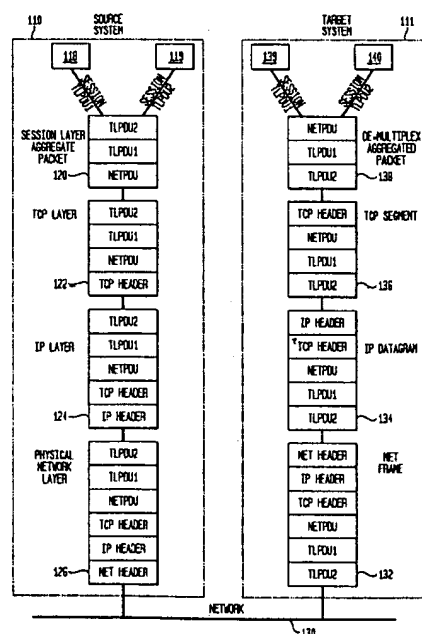 110
SOURCE
SYSTEM
118
119
SESSION
TLPDU1
SESSION
TLPDU2
SESSION LAYER
AGGREGATE PACKET
120
TLPDU2
TLPDU1
NETPDU
TCP LAYER
122
TLPDU2
TLPDU1
NETPDU
TCP HEADER
IP LAYER
124
TLPDU2
TLPDU1
NETPDU
TCP HEADER
IP HEADER
PHYSICAL
NETWORK
LAYER
126
TLPDU2
TLPDU1
NETPDU
TCP HEADER
IP HEADER
NET HEADER
TARGET
SYSTEM
111
139
140
SESSION
TLPDU1
SESSION
TLPDU2
NETPDU
TLPDU1
TLPDU2
DE-MULTIPLEX
AGGREGATED
PACKET
138
TCP HEADER
NETPDU
TLPDU1
TLPDU2
TCP SEGMENT
136
IP HEADER
TCP HEADER
NETPDU
TLPDU1
TLPDU2
IP DATAGRAM
134
NET HEADER
IP HEADER
TCP HEADER
NETPDU
TLPDU1
TLPDU2
NET
FRAME
132
NETWORK
130